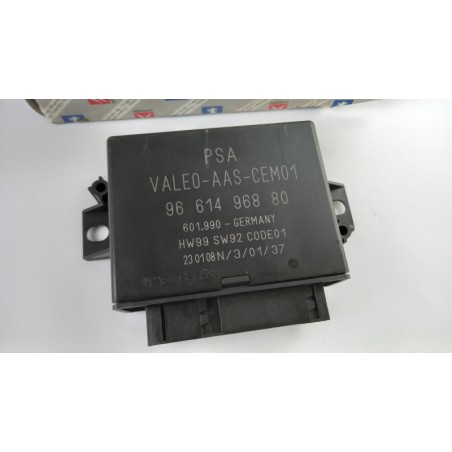 PSA
VALEO-AAS-CEM01
96 614 968 80
601.990 - GERMANY
HW99 SW92 CODE01
230108N/3/01/37